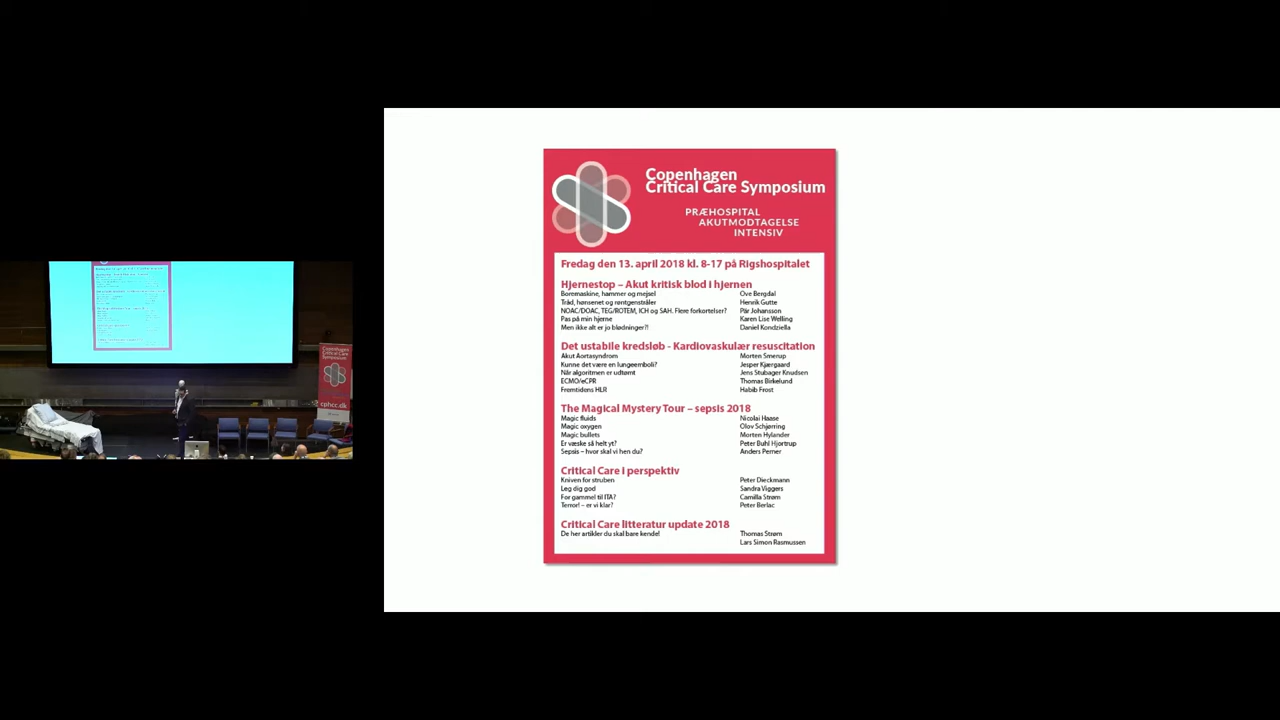 Copenhagen
Critical Care Symposium
PRÆHOSPITAL
AKUTMODTAGELSE
INTENSIV
Fredag den 13. april 2018 kl. 8-17 på Rigshospitalet
Hjernestop – Akut kritisk blod i hjernen
Boremaskine, hammer og mejsel Ove Bergdal
Tråd, hønsenet og røntgenstråler Henrik Gutte
NOAC/DOAC, TEG/ROTEM, ICH og SAH. Flere forkortelser? Pär Johansson
Pas på min hjerne Karen Lise Welling
Men ikke alt er jo blødninger?! Daniel Kondziella
Det ustabile kredsløb - Kardiovaskulær resuscitation
Akut Aortasyndrom Morten Smerup
Kunne det være en lungeemboli? Jesper Kjærgaard
Når algoritmen er udtømt Jens Stubager Knudsen
ECMO/eCPR Thomas Birkelund
Fremtidens HLR Habib Frost
The Magical Mystery Tour – sepsis 2018
Magic fluids Nicolai Haase
Magic oxygen Olov Schjørring
Magic bullets Morten Hylander
Er væske så helt yt? Peter Buhl Hjortrup
Sepsis – hvor skal vi hen du? Anders Perner
Critical Care i perspektiv
Kniven for struben Peter Dieckmann
Leg dig god Sandra Viggers
For gammel til ITA? Camilla Strøm
Terror! – er vi klar? Peter Berlac
Critical Care litteratur update 2018
De her artikler du skal bare kende! Thomas Strøm
Lars Simon Rasmussen
Copenhagen
Critical Care
Symposium
cphcc.dk